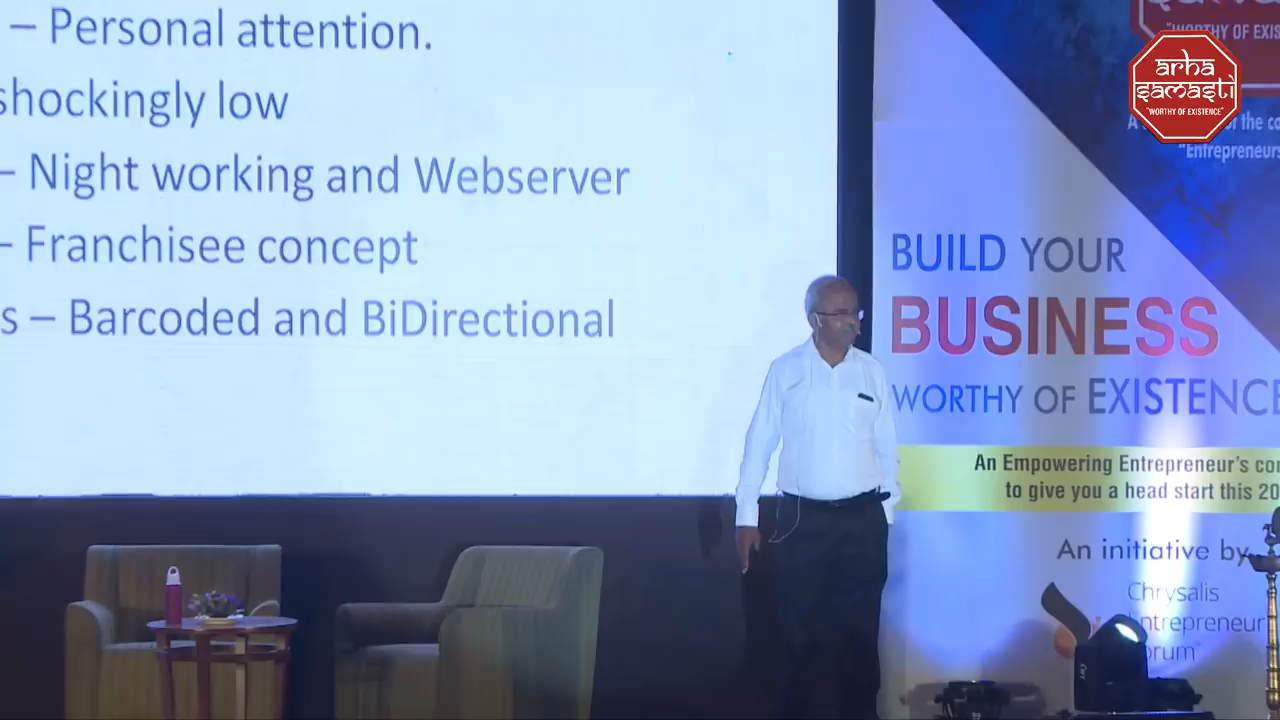 – Personal attention.
shockingly low
– Night working and Webserver
– Franchisee concept
s – Barcoded and BiDirectional
"WORTHY OF EXIS
arha
samasti
"WORTHY OF EXISTENCE"
A
of the co
"Entrepreneurs
BUILD YOUR
BUSINESS
WORTHY OF EXISTENCE
An Empowering Entrepreneur's con
to give you a head start this 20
An initiative by
Chrysalis
Entrepreneur
orum